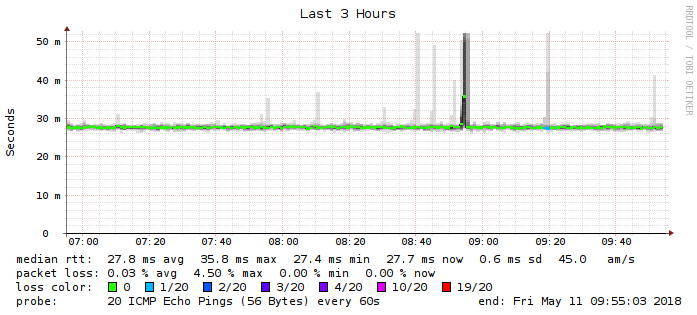 Last 3 Hours
RRDTOOL / TOBI OETIKER
Seconds
50 m
40 m
30 m
20 m
10 m
0
07:00 07:20 07:40 08:00 08:20 08:40 09:00 09:20 09:40
median rtt: 27.8 ms avg 35.8 ms max 27.4 ms min 27.7 ms now 0.6 ms sd 45.0 am/s
packet loss: 0.03 % avg 4.50 % max 0.00 % min 0.00 % now
loss color: 0 1/20 2/20 3/20 4/20 10/20 19/20
probe: 20 ICMP Echo Pings (56 Bytes) every 60s end: Fri May 11 09:55:03 2018